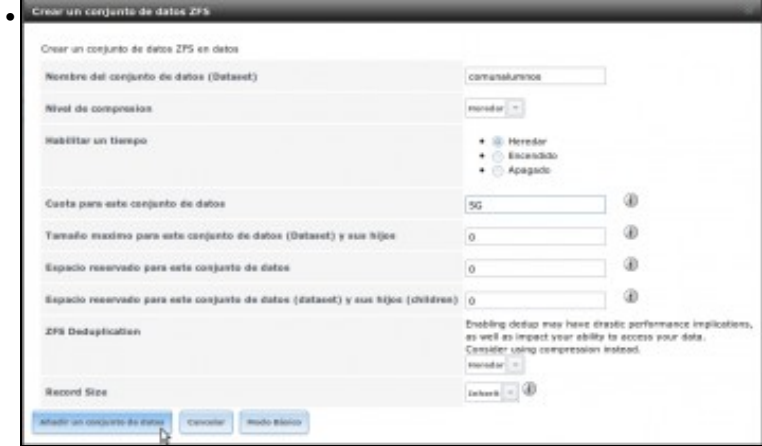 Crear un conjunto de datos ZFS
Crear un conjunto de datos ZFS en datos
Nombre del conjunto de datos (Dataset)
comunalumnos
Nivel de compresion
Heredar
Habilitar un tiempo
Heredar
Encendido
Apagado
Cuota para este conjunto de datos
5G
Tamaño maximo para este conjunto de datos (Dataset) y sus hijos
0
Espacio reservado para este conjunto de datos
0
Espacio reservado para este conjunto de datos (dataset) y sus hijos (children)
0
ZFS Deduplication
Enabling dedup may have drastic performance implications,
as well as impact your ability to access your data.
Consider using compression instead.
Heredar
Record Size
Inherit
Añadir un conjunto de datos
Cancelar
Modo Básico